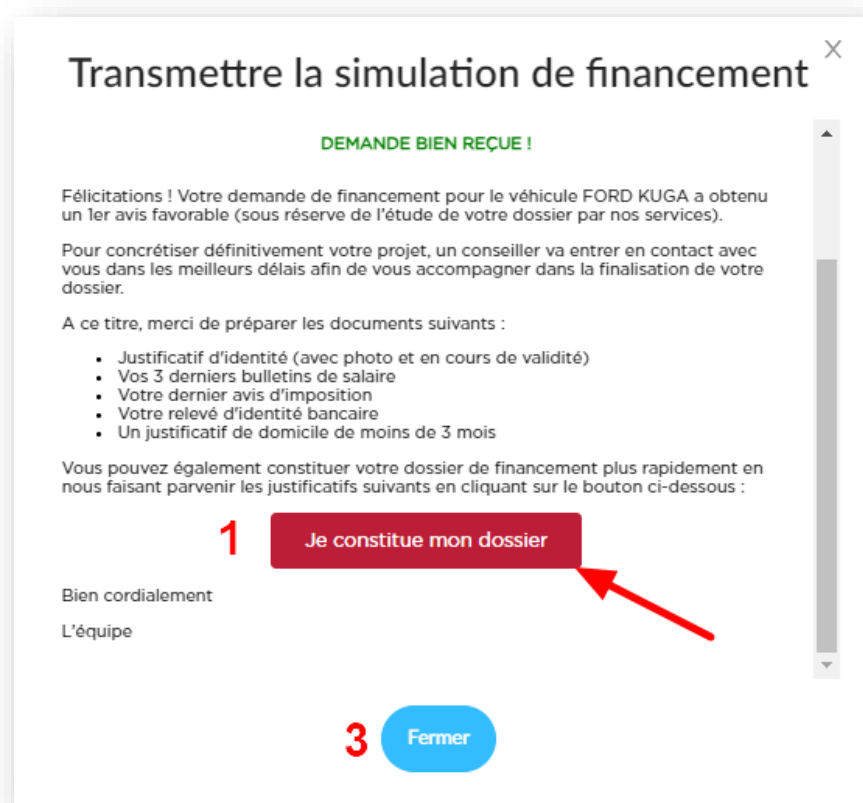 X
Transmettre la simulation de financement
DEMANDE BIEN REÇUE !
Félicitations ! Votre demande de financement pour le véhicule FORD KUGA a obtenu
un 1er avis favorable (sous réserve de l'étude de votre dossier par nos services).
Pour concrétiser définitivement votre projet, un conseiller va entrer en contact avec
vous dans les meilleurs délais afin de vous accompagner dans la finalisation de votre
dossier.
A ce titre, merci de préparer les documents suivants :
• Justificatif d'identité (avec photo et en cours de validité)
• Vos 3 derniers bulletins de salaire
• Votre dernier avis d'imposition
• Votre relevé d'identité bancaire
• Un justificatif de domicile de moins de 3 mois
Vous pouvez également constituer votre dossier de financement plus rapidement en
nous faisant parvenir les justificatifs suivants en cliquant sur le bouton ci-dessous :
1 Je constitue mon dossier
Bien cordialement
L'équipe
3 Fermer